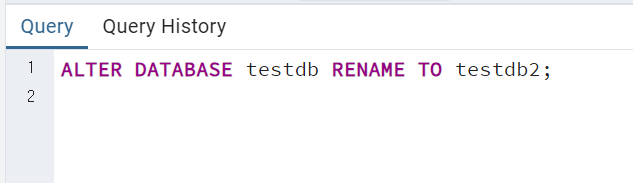 Query Query History
1 ALTER DATABASE testdb RENAME TO testdb2;
2